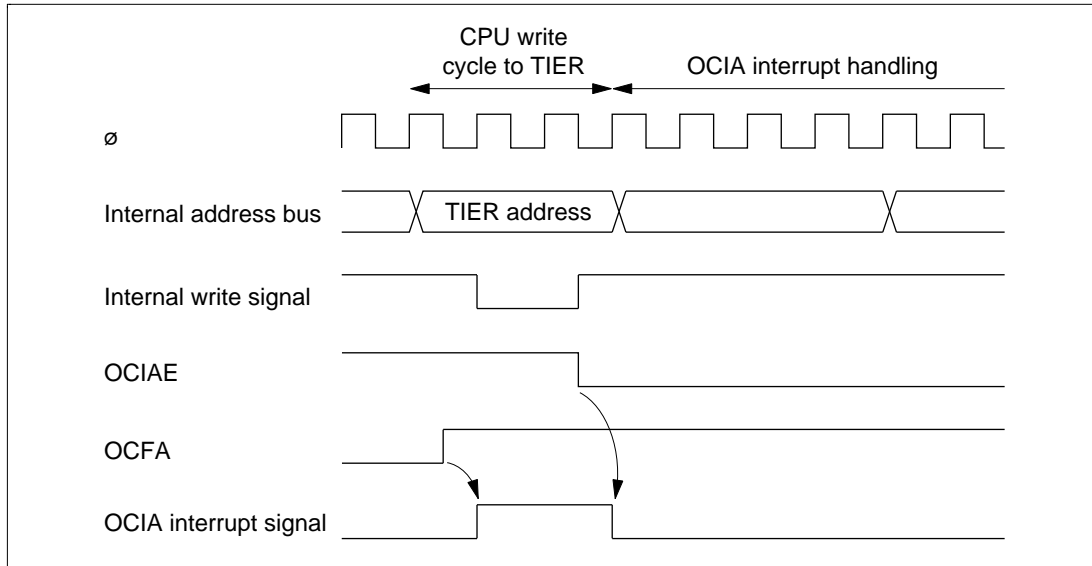 CPU write
cycle to TIER
OCIA interrupt handling
ø
Internal address bus
TIER address
Internal write signal
OCIAE
OCFA
OCIA interrupt signal